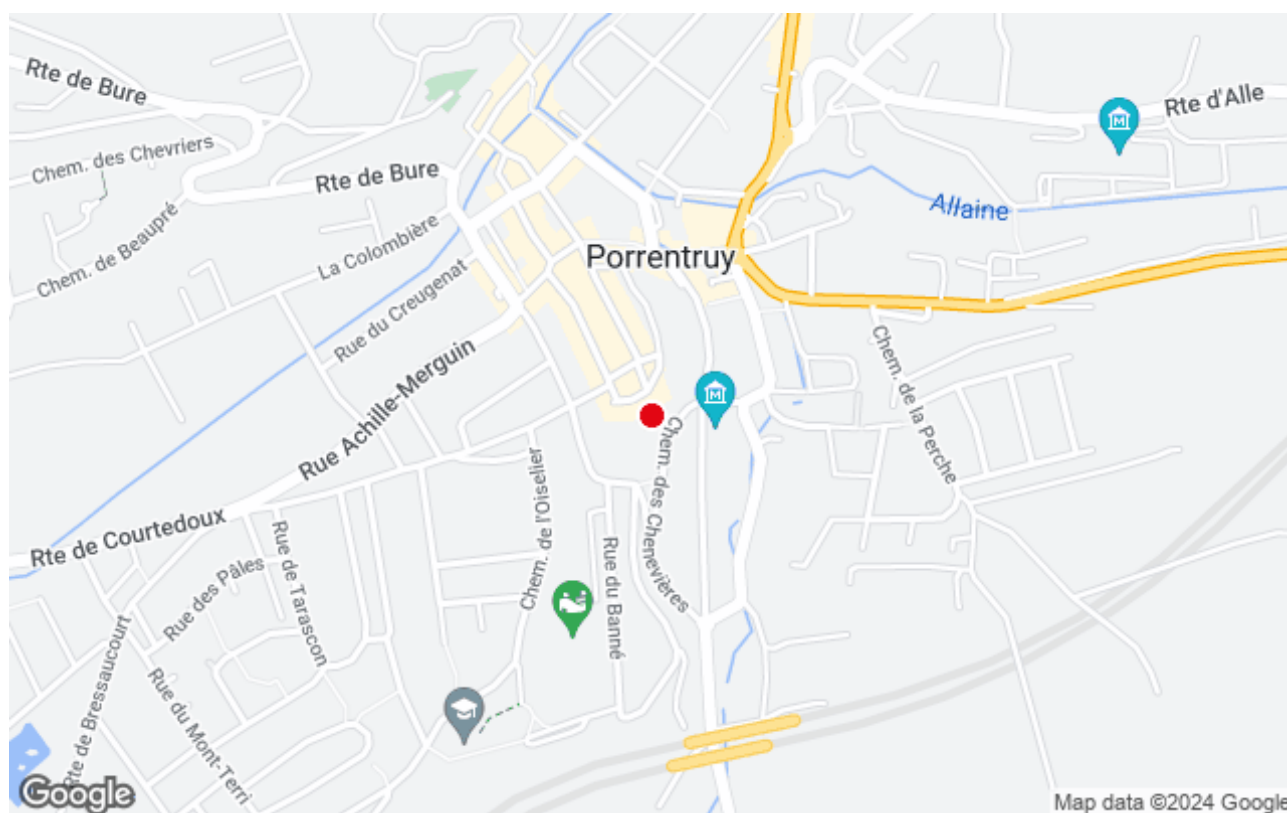 Rte de Bure
Rte d'Alle
Chem. des Chevriers
Rte de Bure
Allaine
Chem. de Beaupré
La Colombière
Porrentruy
Rue du Creugenat
Chem. de la Perche
Rue Achille-Merguin
Chem. des Chenevières
Chem. de l'Oiselier
Rte de Courtedoux
Rue de Tarascon
Rue des Pâles
Rue du Banné
Rte de Bressaucourt
Rue du Mont-Terri
Google
Map data ©2024 Google